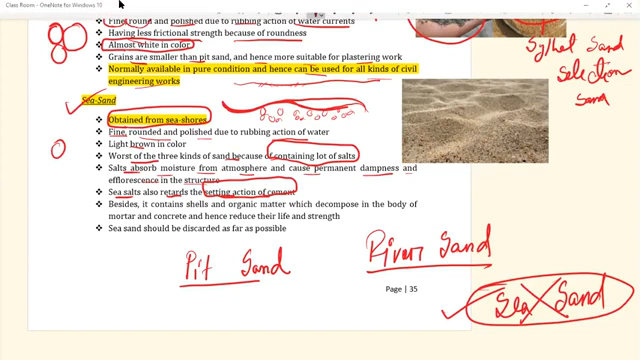 Class Room - OneNote for Windows 10
Fine, round and polished due to rubbing action of water currents
Having less frictional strength because of roundness
Almost white in color
Grains are smaller than pit sand, and hence more suitable for plastering work
Normally available in pure condition and hence can be used for all kinds of civil
engineering works
Sea-Sand
Obtained from sea-shores
Fine, rounded and polished due to rubbing action of water
Light brown in color
Worst of the three kinds of sand because of containing lot of salts
Salts absorb moisture from atmosphere and cause permanent dampness and
efflorescence in the structure
Sea salts also retards the setting action of cement
Besides, it contains shells and organic matter which decompose in the body of
mortar and concrete and hence reduce their life and strength
Sea sand should be discarded as far as possible
Page | 35
Sylhet Sand
Selection
Sand
Pit Sand
River Sand
Sea Sand